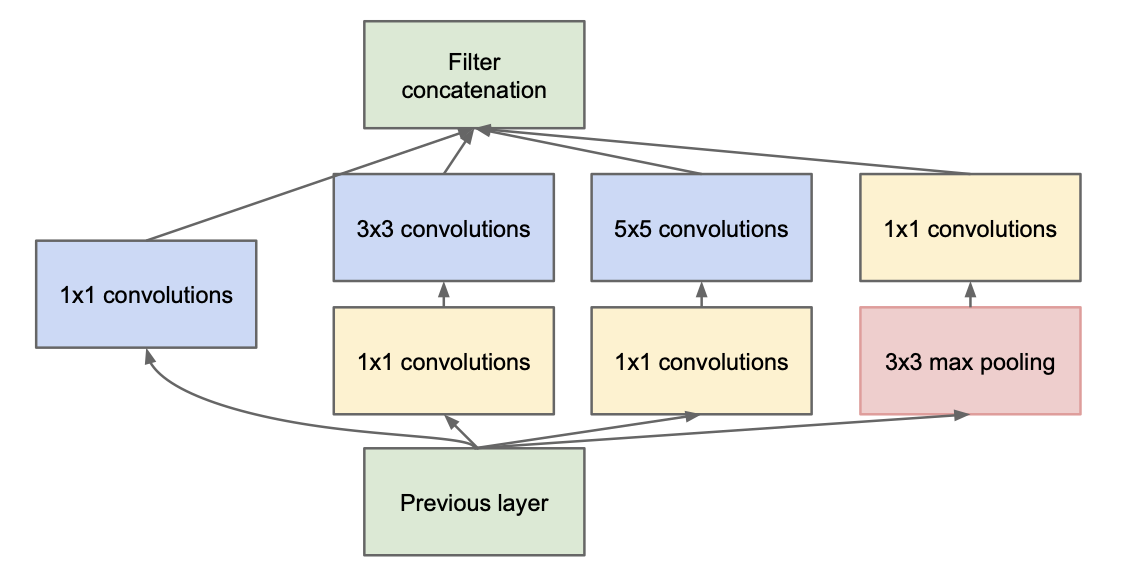 Filter
concatenation
3x3 convolutions
5x5 convolutions
1x1 convolutions
1x1 convolutions
1x1 convolutions
1x1 convolutions
3x3 max pooling
Previous layer